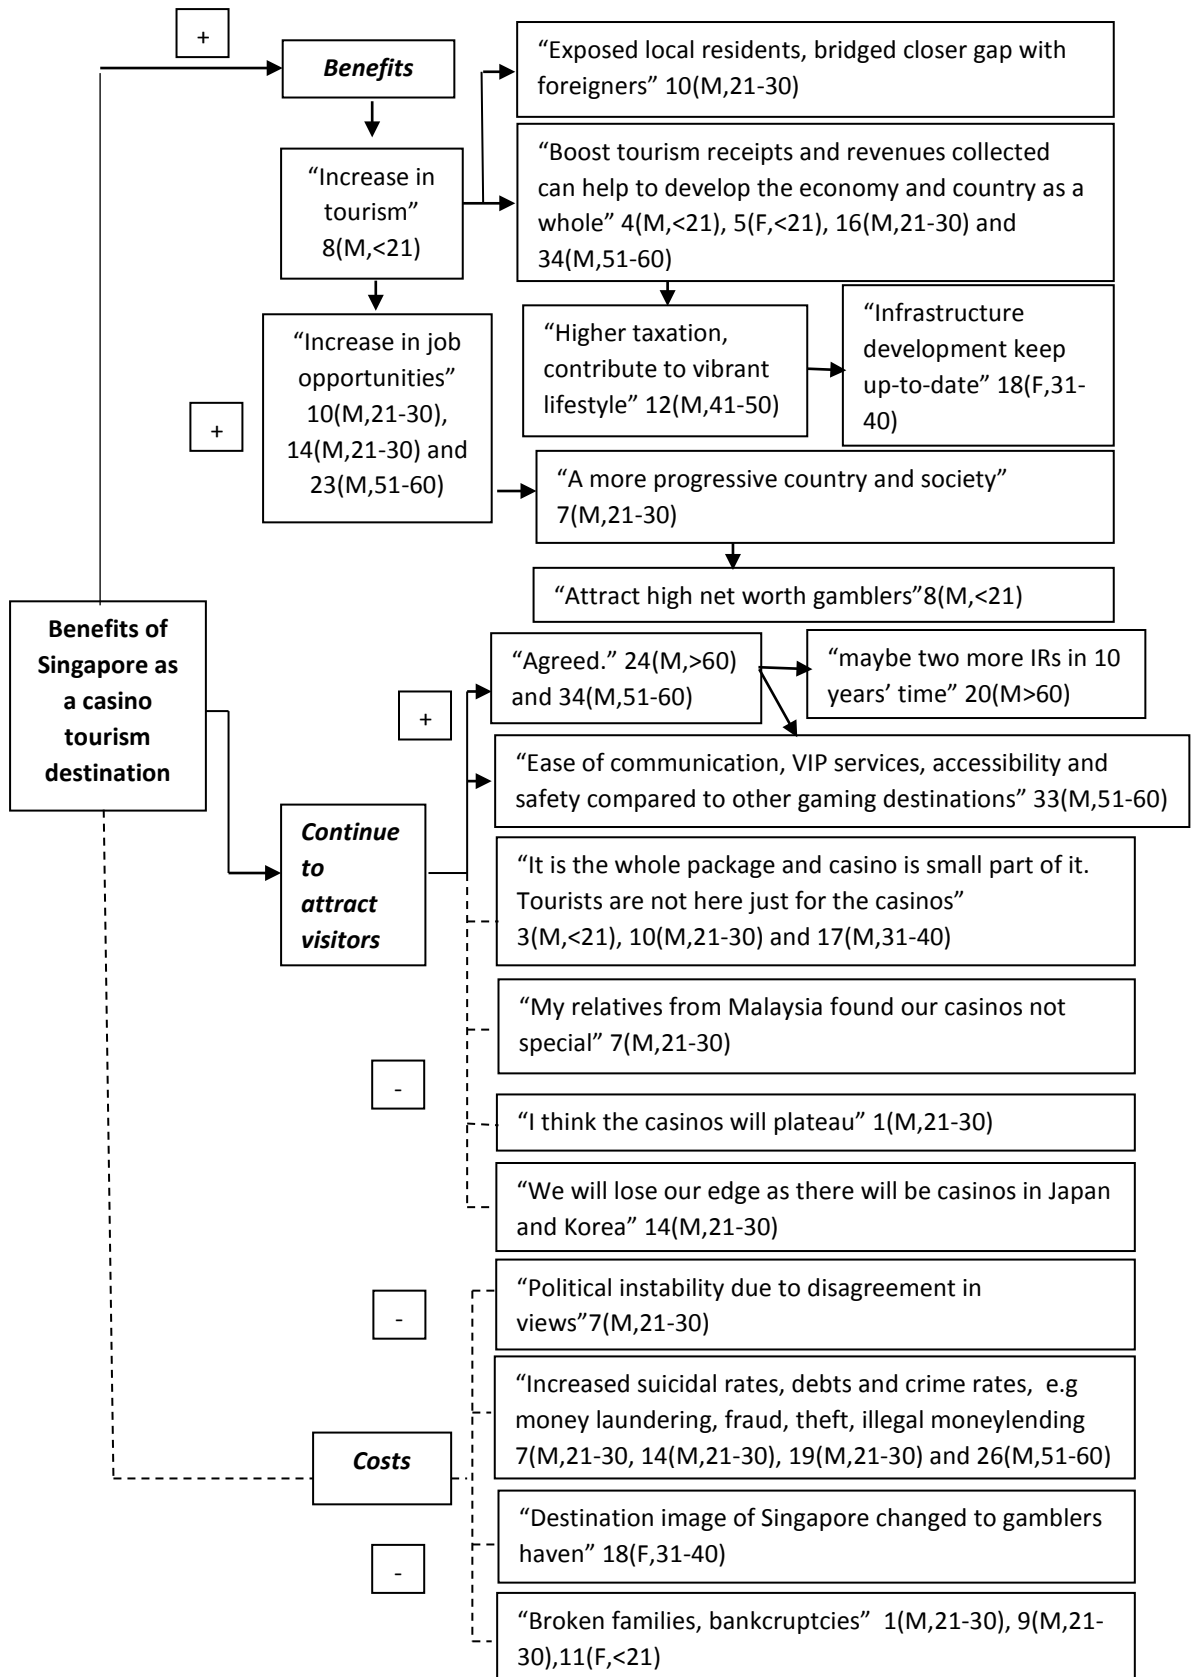 +
Benefits
“Exposed local residents, bridged closer gap with
foreigners” 10(M,21-30)
“Increase in
tourism”
8(M,<21)
“Boost tourism receipts and revenues collected
can help to develop the economy and country as a
whole” 4(M,<21), 5(F,<21), 16(M,21-30) and
34(M,51-60)
“Increase in job
opportunities”
10(M,21-30),
14(M,21-30) and
23(M,51-60)
+
“Higher taxation,
contribute to vibrant
lifestyle” 12(M,41-50)
“Infrastructure
development keep
up-to-date” 18(F,31-
40)
“A more progressive country and society”
7(M,21-30)
“Attract high net worth gamblers”8(M,<21)
Benefits of
Singapore as
a casino
tourism
destination
+
“Agreed.” 24(M,>60)
and 34(M,51-60)
“maybe two more IRs in 10
years’ time” 20(M>60)
“Ease of communication, VIP services, accessibility and
safety compared to other gaming destinations” 33(M,51-60)
Continue
to
attract
visitors
“It is the whole package and casino is small part of it.
Tourists are not here just for the casinos”
3(M,<21), 10(M,21-30) and 17(M,31-40)
“My relatives from Malaysia found our casinos not
special” 7(M,21-30)
-
“I think the casinos will plateau” 1(M,21-30)
“We will lose our edge as there will be casinos in Japan
and Korea” 14(M,21-30)
-
“Political instability due to disagreement in
views”7(M,21-30)
“Increased suicidal rates, debts and crime rates,  e.g
money laundering, fraud, theft, illegal moneylending
7(M,21-30, 14(M,21-30), 19(M,21-30) and 26(M,51-60)
Costs
“Destination image of Singapore changed to gamblers
haven” 18(F,31-40)
-
“Broken families, bankcruptcies”  1(M,21-30), 9(M,21-
30),11(F,<21)